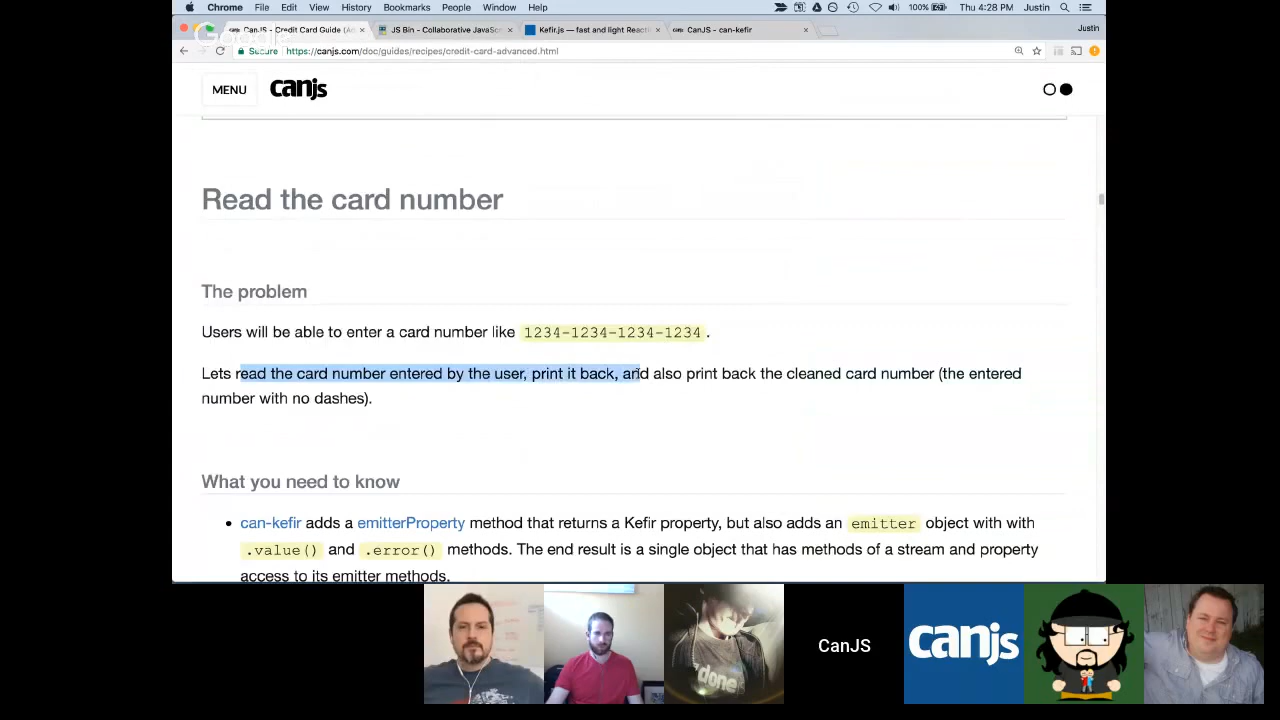 Chrome File Edit View History Bookmarks People Window Help 100% Thu 4:28 PM Justin
CanJS - Credit Card Guide (Ad JS Bin - Collaborative JavaSc Kefir.js — fast and light Reacti CanJS - can-kefir Justin
Secure https://canjs.com/doc/guides/recipes/credit-card-advanced.html
MENU canjs
Read the card number
The problem
Users will be able to enter a card number like 1234-1234-1234-1234 .
Lets read the card number entered by the user, print it back, and also print back the cleaned card number (the entered
number with no dashes).
What you need to know
can-kefir adds a emitterProperty method that returns a Kefir property, but also adds an emitter object with with
.value() and .error() methods. The end result is a single object that has methods of a stream and property
access to its emitter methods.
done
CanJS
canjs